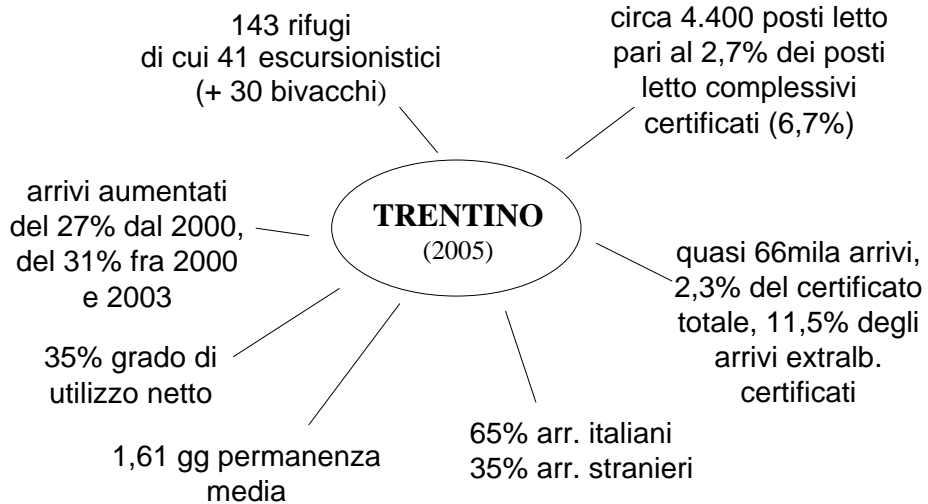 143 rifugi
di cui 41 escursionistici
(+ 30 bivacchi)
circa 4.400 posti letto
pari al 2,7% dei posti
letto complessivi
certificati (6,7%)
arrivi aumentati
del 27% dal 2000,
del 31% fra 2000
e 2003
TRENTINO
(2005)
quasi 66mila arrivi,
2,3% del certificato
totale, 11,5% degli
arrivi extralb.
certificati
35% grado di
utilizzo netto
1,61 gg permanenza
media
65% arr. italiani
35% arr. stranieri